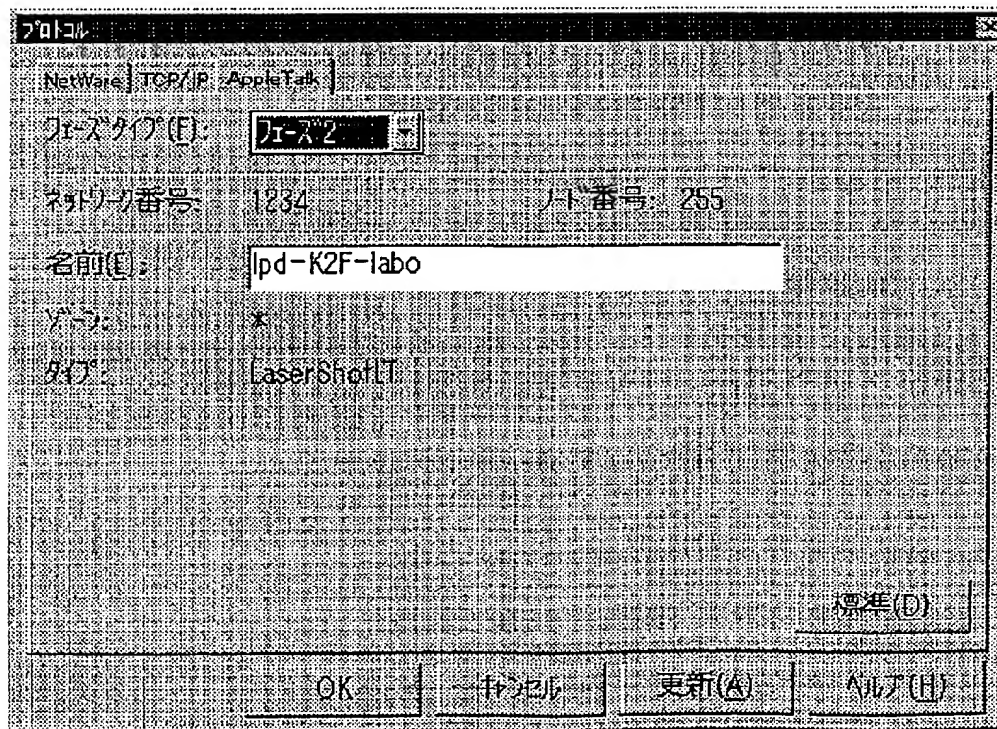 プロトコル
NetWare TCP/IP AppleTalk
フェーズタイプ(F): フェーズ 2
ネットワーク番号: 1234 ノード番号: 255
名前(E): lpd-K2F-labo
ゾーン: *
タイプ: LaserShotLT
標準(D)
OK キャンセル 更新(A) ヘルプ(H)